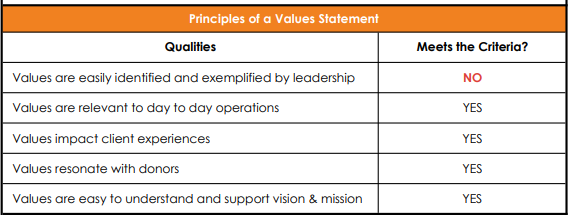 Principles of a Values Statement
Qualities Meets the Criteria?
Values are easily identified and exemplified by leadership NO
Values are relevant to day to day operations YES
Values impact client experiences YES
Values resonate with donors YES
Values are easy to understand and support vision & mission YES